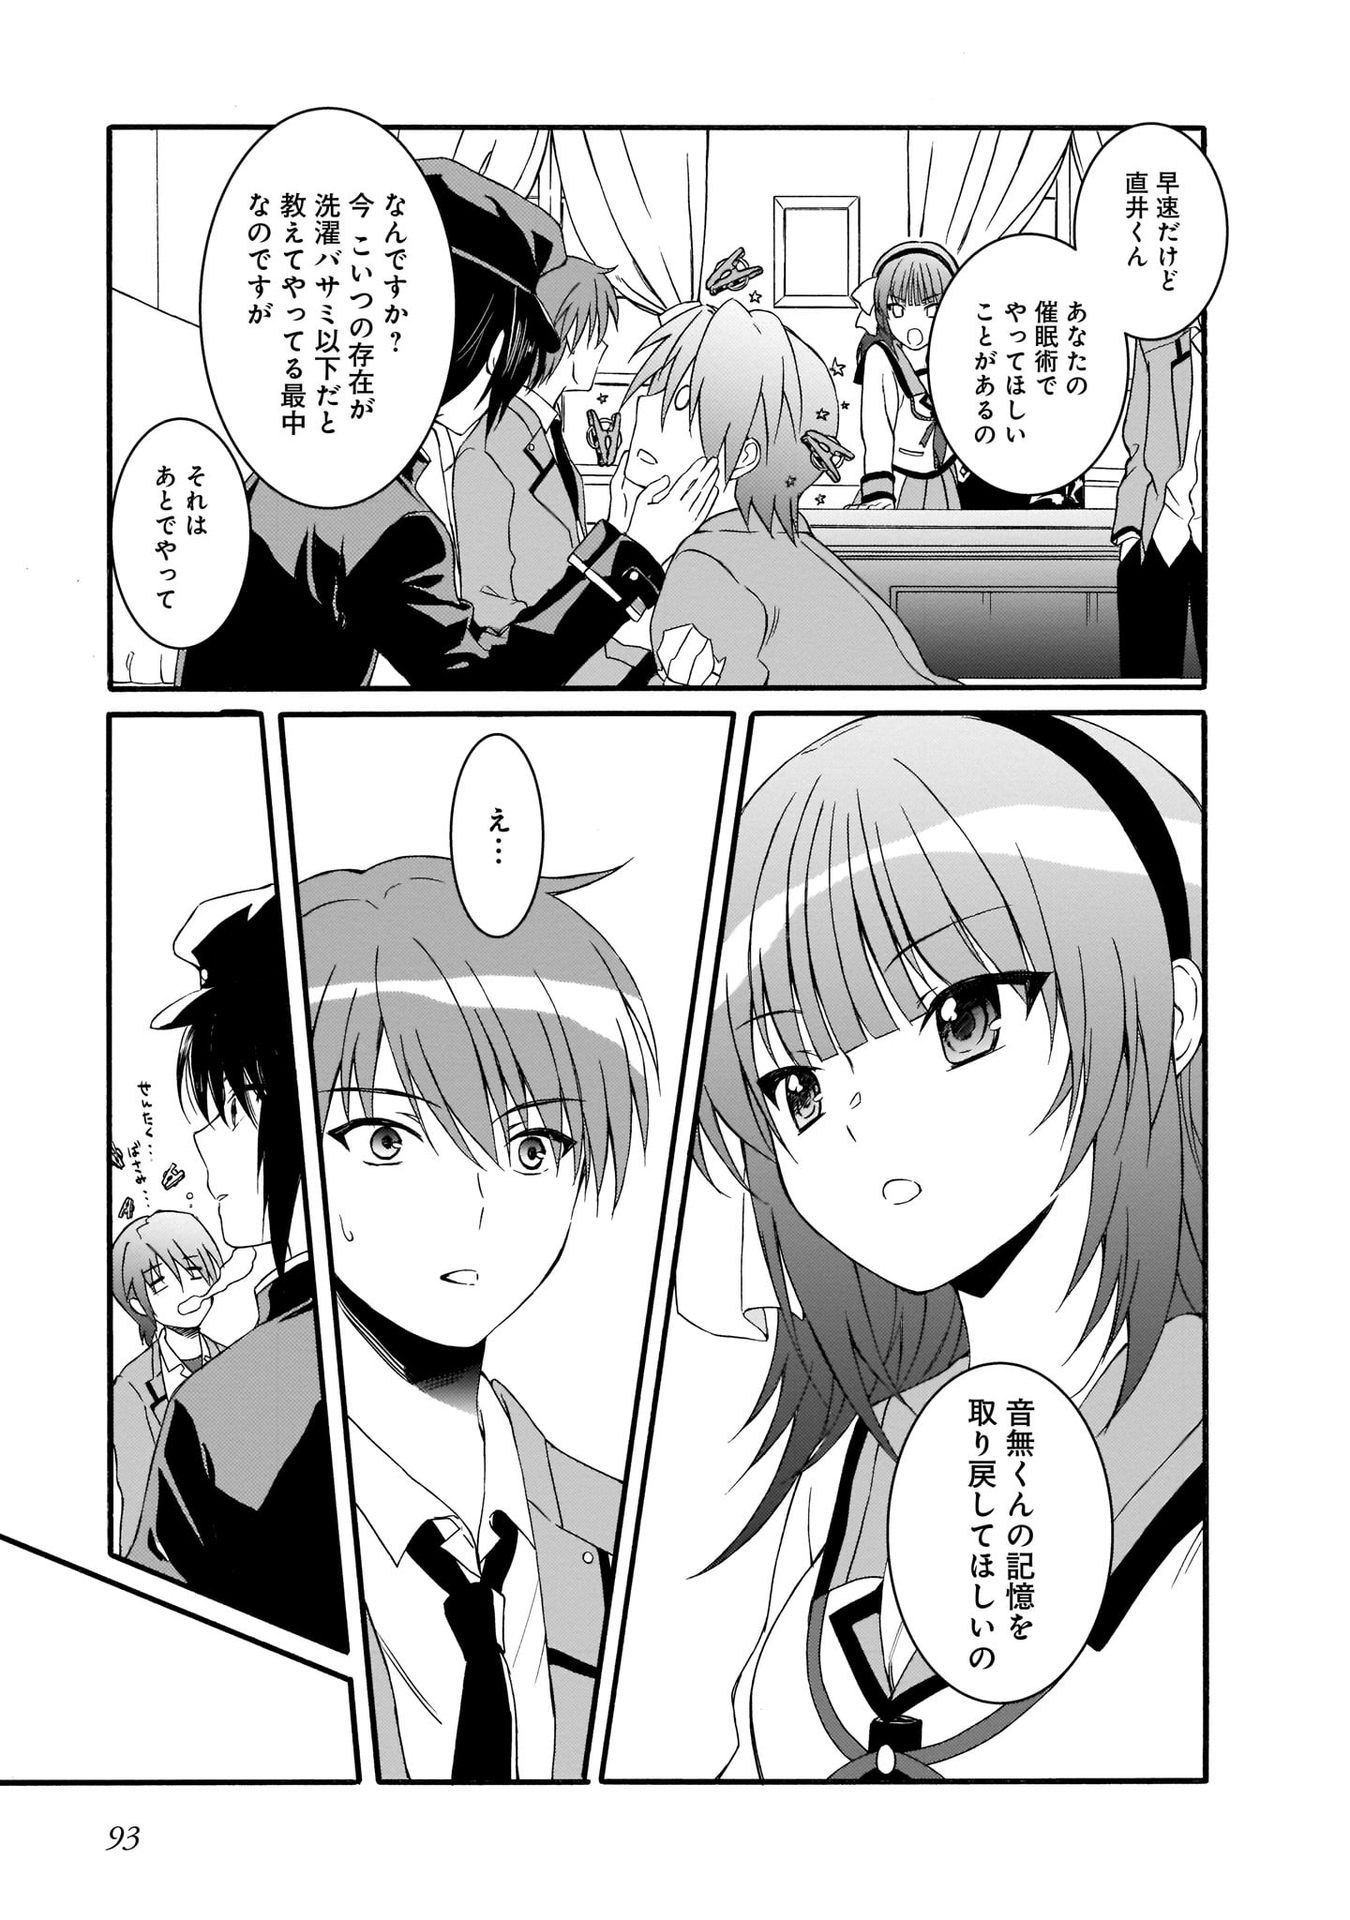 早速だけど
直井くん
あなたの
催眠術で
やってほしい
ことがあるの
なんですか?
今 こいつの存在が
洗濯バサミ以下だと
教えてやってる最中
なのですが
それは
あとでやって
音無くんの記憶を
取り戻してほしいの
え…
せんたく…
ばさみ…
93